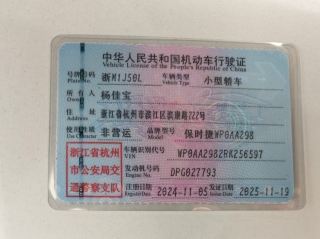 中华人民共和国机动车行驶证
Vehicle License of the People's Republic of China
号牌号码 浙M1J50L 车辆类型 小型轿车
Plate No. Vehicle Type
所有人 杨佳宝
Owner
住址 浙江省杭州市滨江区滨康路222号
Address
使用性质 非营运 品牌型号 保时捷WP0AA298
Use Character Model
浙江省杭州市公安局交通警察支队
车辆识别代号 WP0AA2982RK256597
VIN
发动机号码 DPG027793
Engine No.
注册日期 2024-11-05 发证日期 2025-11-19
Register Date Issue Date